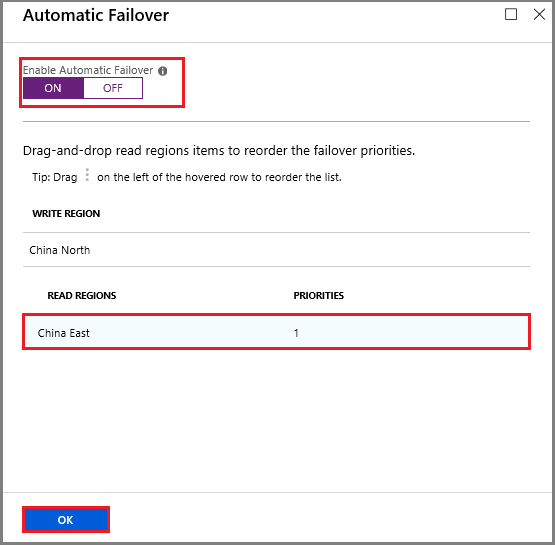 Automatic Failover
Enable Automatic Failover
ON OFF
Drag-and-drop read regions items to reorder the failover priorities.
Tip: Drag on the left of the hovered row to reorder the list.
WRITE REGION
China North
READ REGIONS PRIORITIES
China East 1
OK